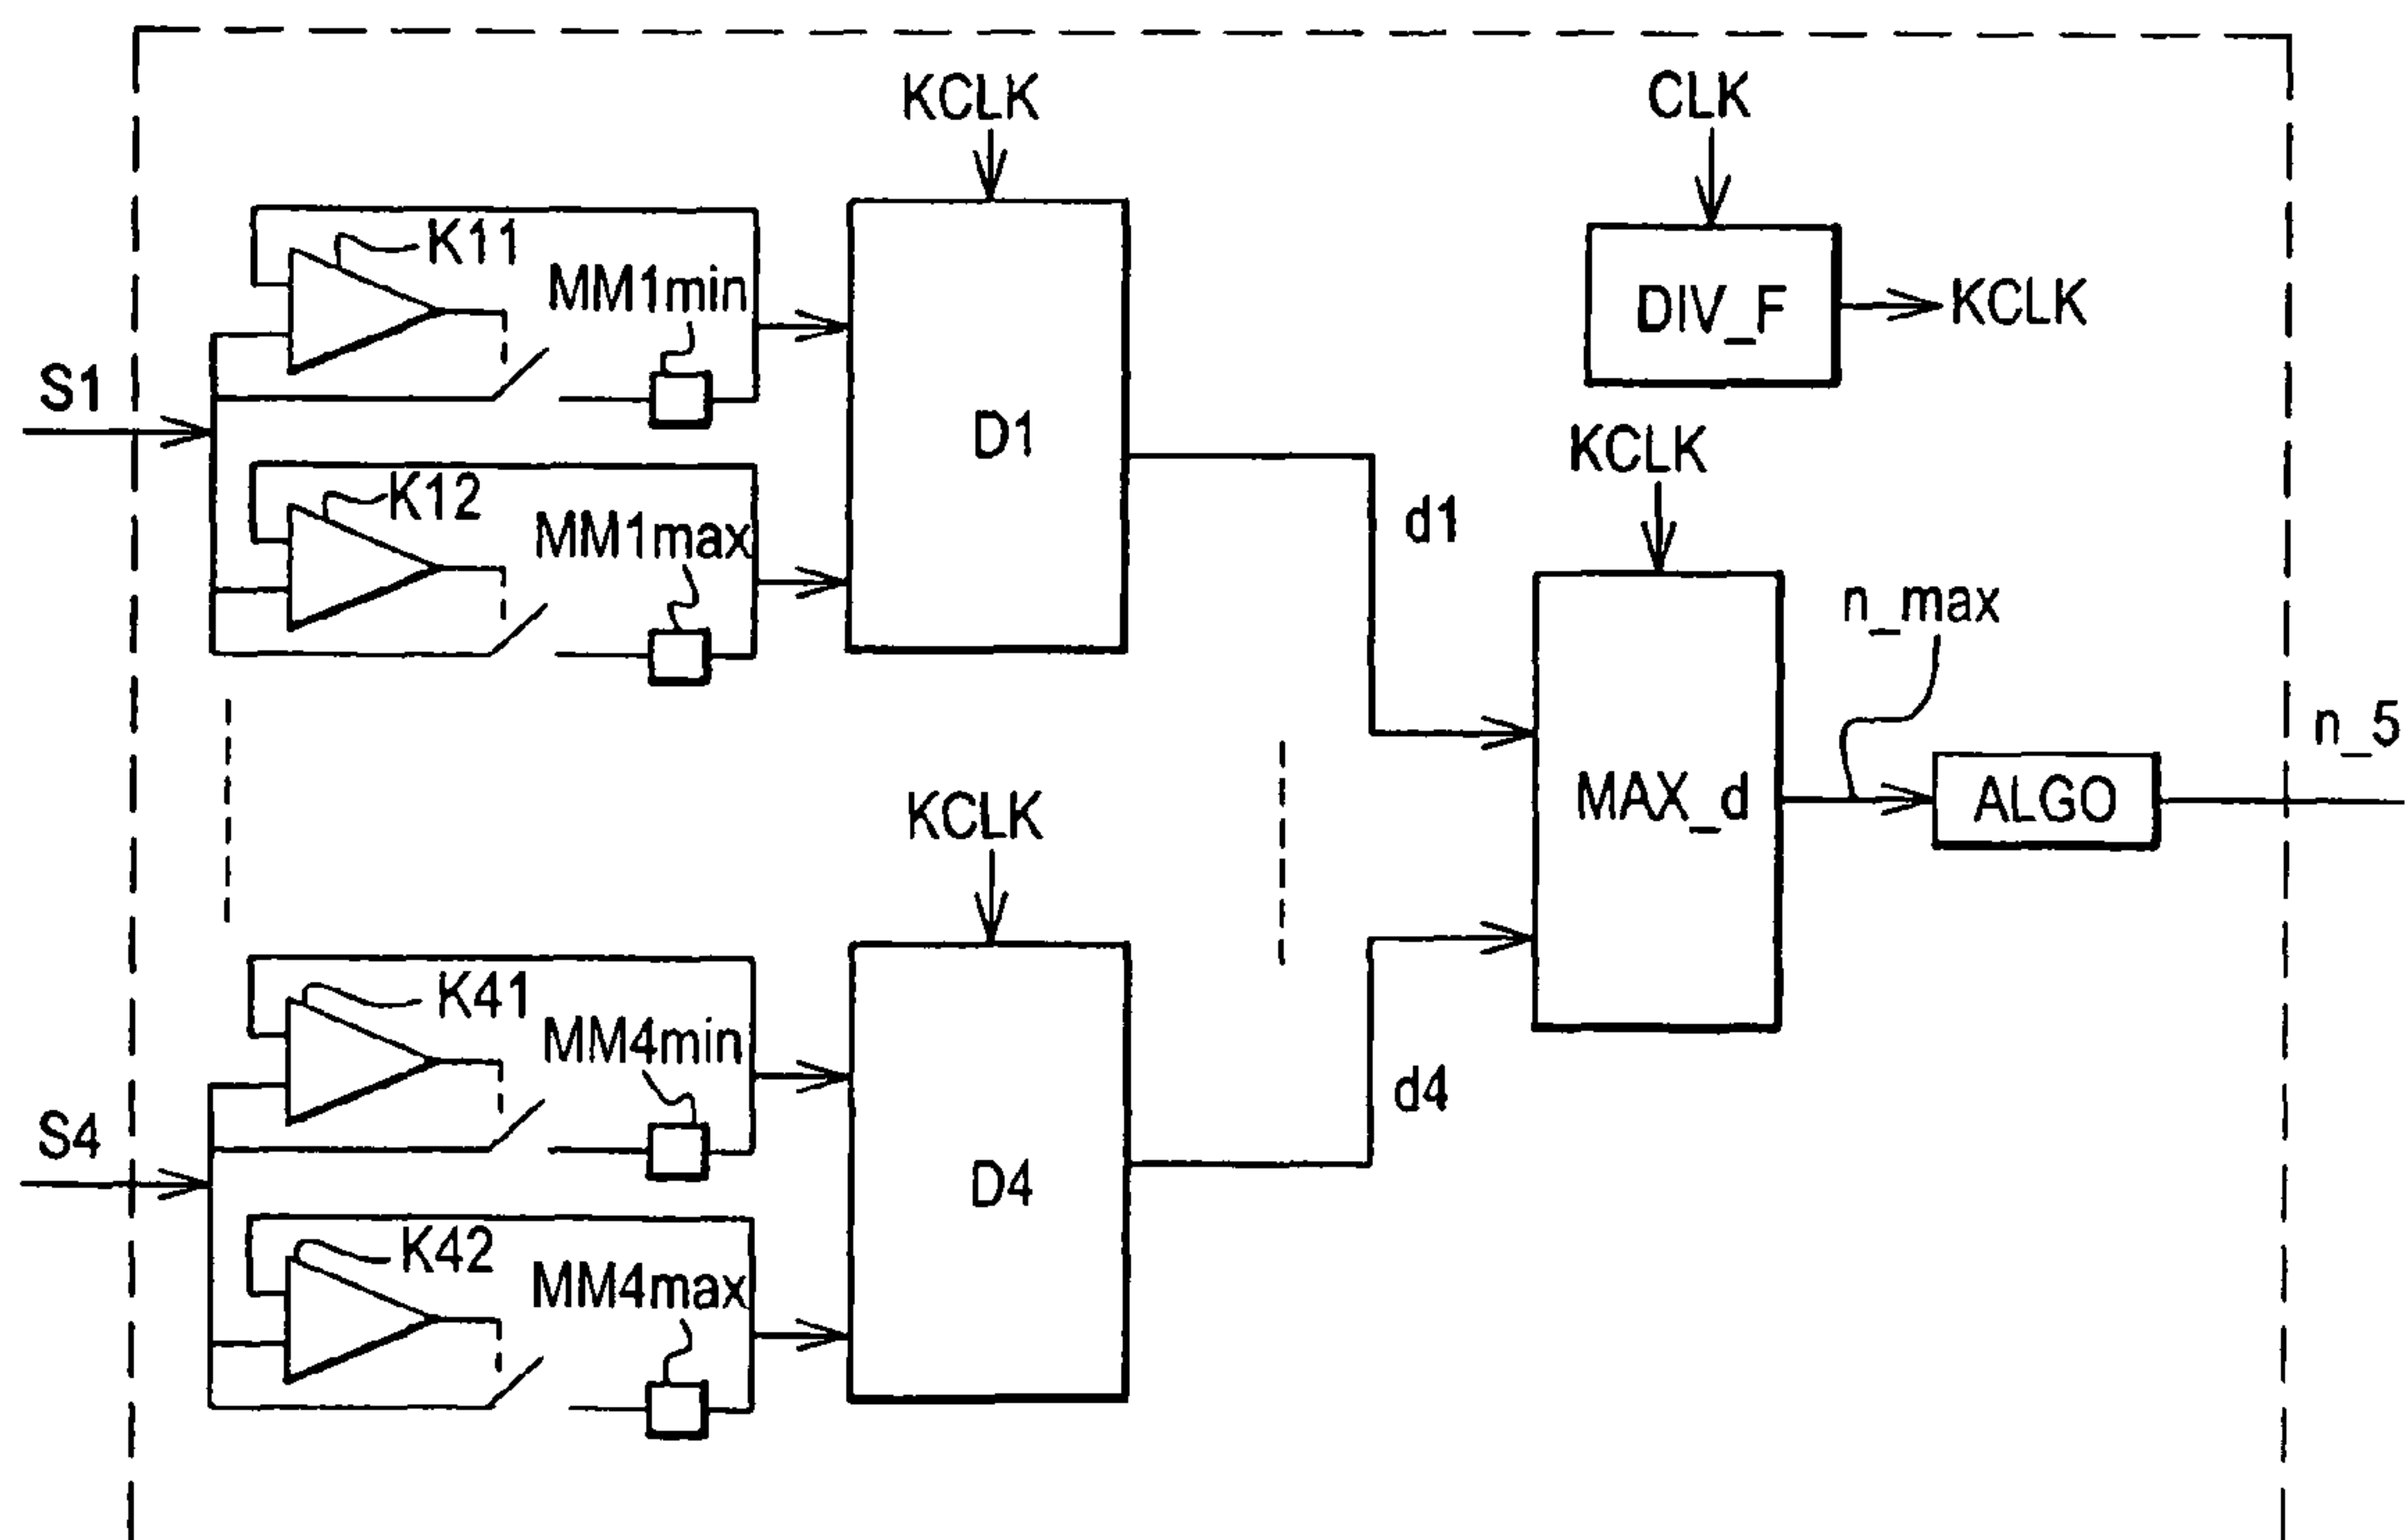 KCLK
CLK
K11
MM1min
DIV_F
KCLK
S1
D1
KCLK
K12
MM1max
d1
n_max
n_5
MAX_d
ALGO
KCLK
K41
MM4min
d4
S4
D4
K42
MM4max